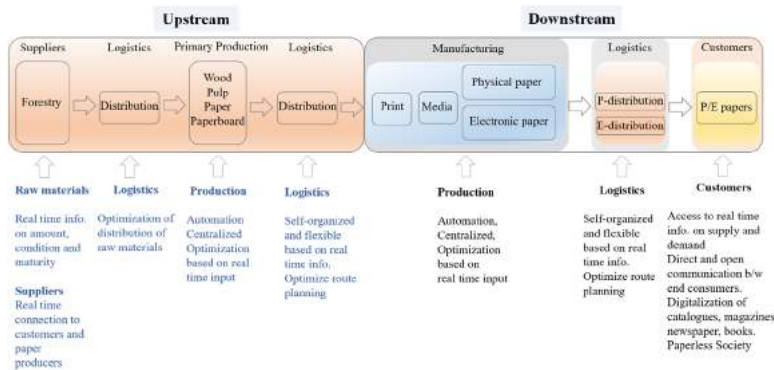 Upstream
Downstream
Suppliers
Logistics
Primary Production
Logistics
Manufacturing
Logistics
Customers
Forestry
Distribution
Wood
Pulp
Paper
Paperboard
Distribution
Print
Media
Physical paper
Electronic paper
P-distribution
E-distribution
P/E papers
Raw materials
Real time info.
on amount,
condition and
maturity
Suppliers
Real time
connection to
customers and
paper
producers
Logistics
Optimization of
distribution of
raw materials
Production
Automation
Centralized
Optimization
based on real
time input
Logistics
Self-organized
and flexible
based on real
time info.
Optimize route
planning
Production
Automation,
Centralized,
Optimization
based on
real time input
Logistics
Self-organized
and flexible
based on real
time info.
Optimize route
planning
Customers
Access to real time
info. on supply and
demand
Direct and open
communication b/w
end consumers.
Digitalization of
catalogues, magazines
newspaper, books.
Paperless Society